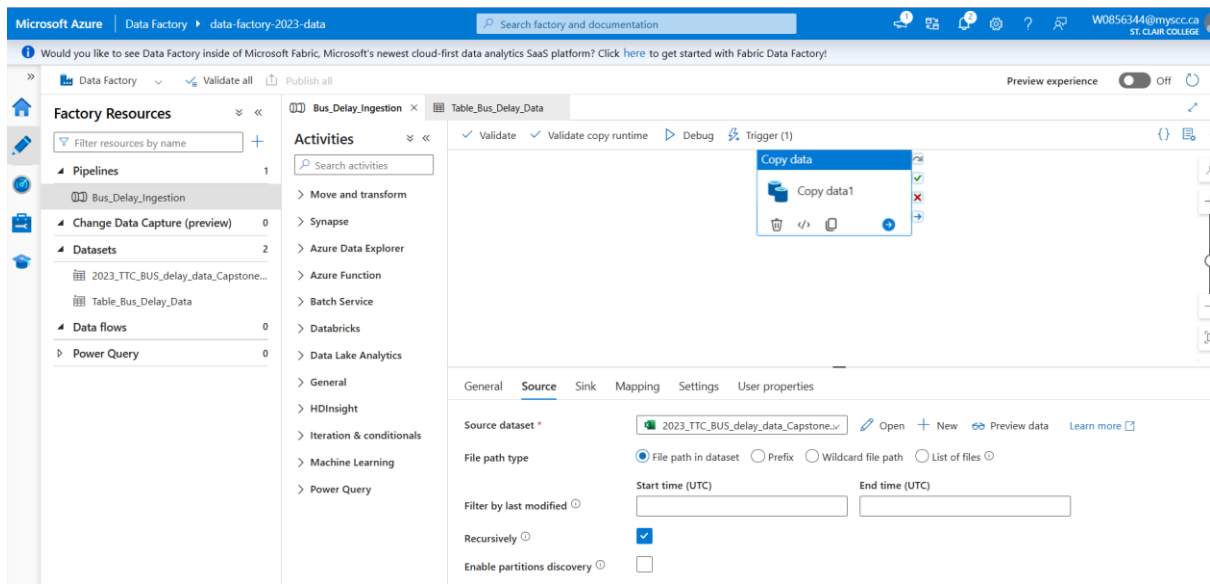 Microsoft Azure Data Factory data-factory-2023-data Search factory and documentation 2 W0856344@myscc.ca
ST. CLAIR COLLEGE
Would you like to see Data Factory inside of Microsoft Fabric, Microsoft's newest cloud-first data analytics SaaS platform? Click here to get started with Fabric Data Factory!
Data Factory Validate all Publish all Preview experience Off
Factory Resources
Filter resources by name
Pipelines 1
Bus_Delay_Ingestion
Change Data Capture (preview) 0
Datasets 2
2023_TTC_BUS_delay_data_Capstone...
Table_Bus_Delay_Data
Data flows 0
Power Query 0
Bus_Delay_Ingestion Table_Bus_Delay_Data
Activities
Search activities
Move and transform
Synapse
Azure Data Explorer
Azure Function
Batch Service
Databricks
Data Lake Analytics
General
HDInsight
Iteration & conditionals
Machine Learning
Power Query
Validate Validate copy runtime Debug Trigger (1)
Copy data
Copy data1
General Source Sink Mapping Settings User properties
Source dataset * 2023_TTC_BUS_delay_data_Capstone... Open New Preview data Learn more
File path type File path in dataset Prefix Wildcard file path List of files
Start time (UTC) End time (UTC)
Filter by last modified
Recursively
Enable partitions discovery